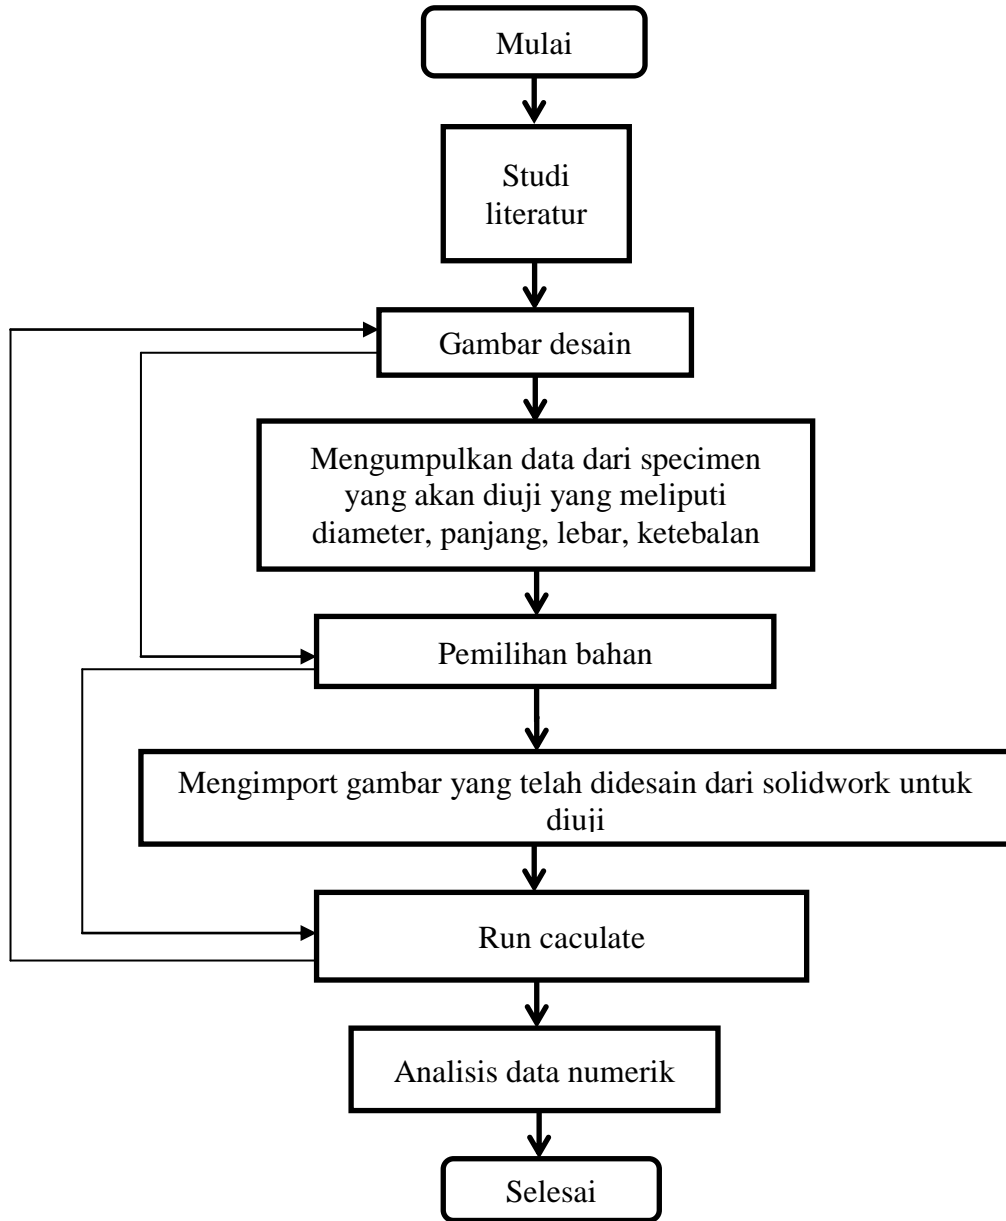 Mulai
Studi
literatur
Gambar desain
Mengumpulkan data dari specimen
yang akan diuji yang meliputi
diameter, panjang, lebar, ketebalan
Pemilihan bahan
Mengimport gambar yang telah didesain dari solidwork untuk
diuji
Run caculate
Analisis data numerik
Selesai